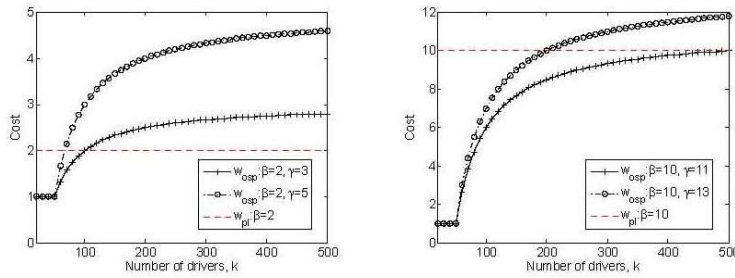 5
4
3
2
1
0
Cost
100
200
300
400
500
Number of drivers, k
w_osp:β=2, γ=3
w_osp:β=2, γ=5
w_pl:β=2
12
10
8
6
4
2
0
Cost
100
200
300
400
500
Number of drivers, k
w_osp:β=10, γ=11
w_osp:β=10, γ=13
w_pl:β=10